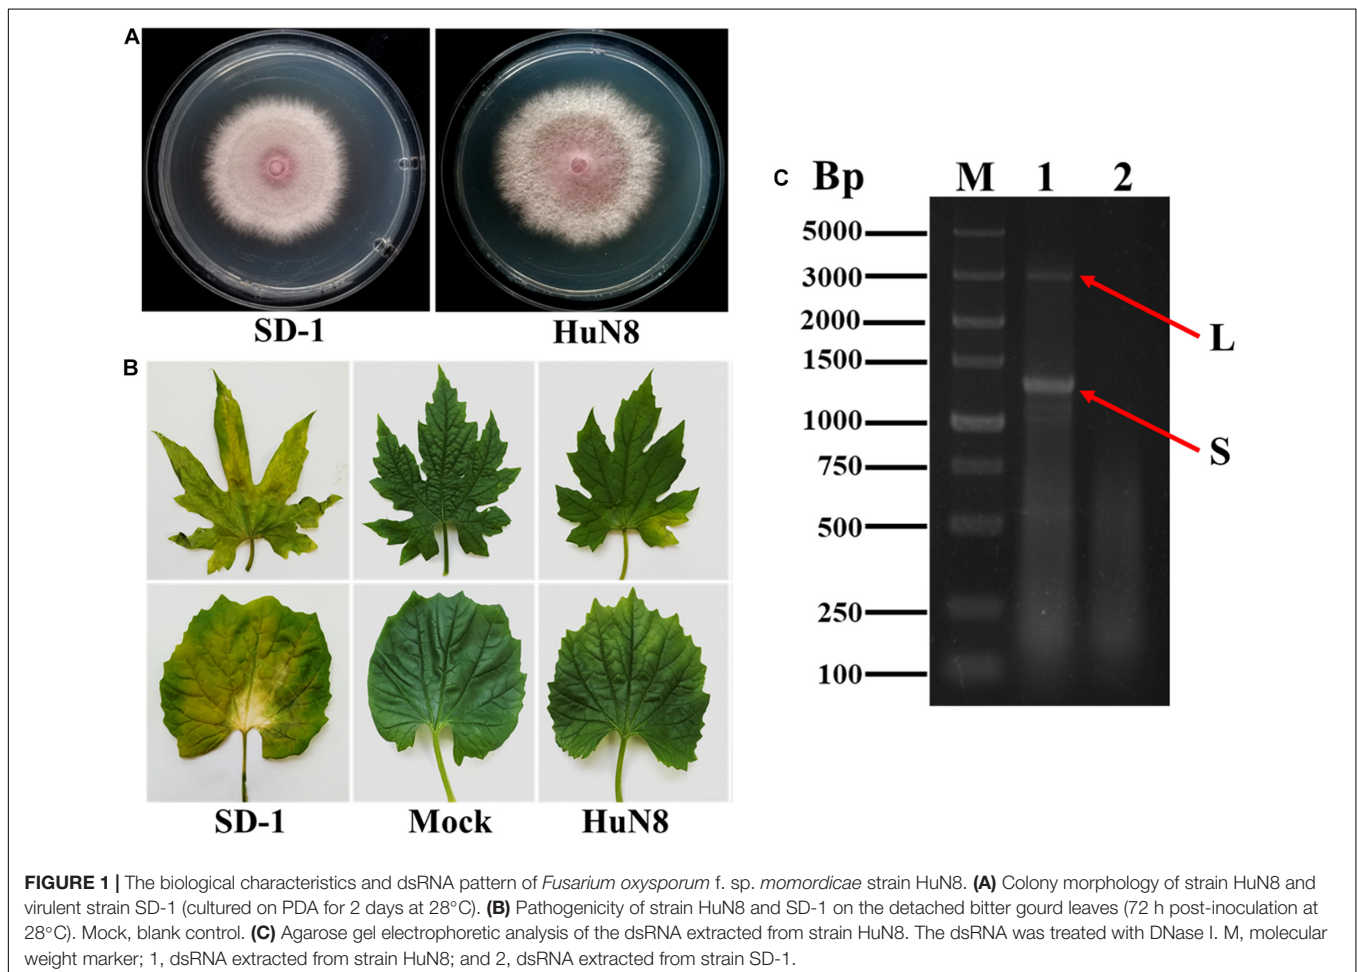 A
SD-1 HuN8
B
SD-1 Mock HuN8
C Bp M 1 2
5000
3000
2000
1500
1000
750
500
250
100
L
S
FIGURE 1 | The biological characteristics and dsRNA pattern of Fusarium oxysporum f. sp. momordicae strain HuN8. (A) Colony morphology of strain HuN8 and
virulent strain SD-1 (cultured on PDA for 2 days at 28°C). (B) Pathogenicity of strain HuN8 and SD-1 on the detached bitter gourd leaves (72 h post-inoculation at
28°C). Mock, blank control. (C) Agarose gel electrophoretic analysis of the dsRNA extracted from strain HuN8. The dsRNA was treated with DNase I. M, molecular
weight marker; 1, dsRNA extracted from strain HuN8; and 2, dsRNA extracted from strain SD-1.